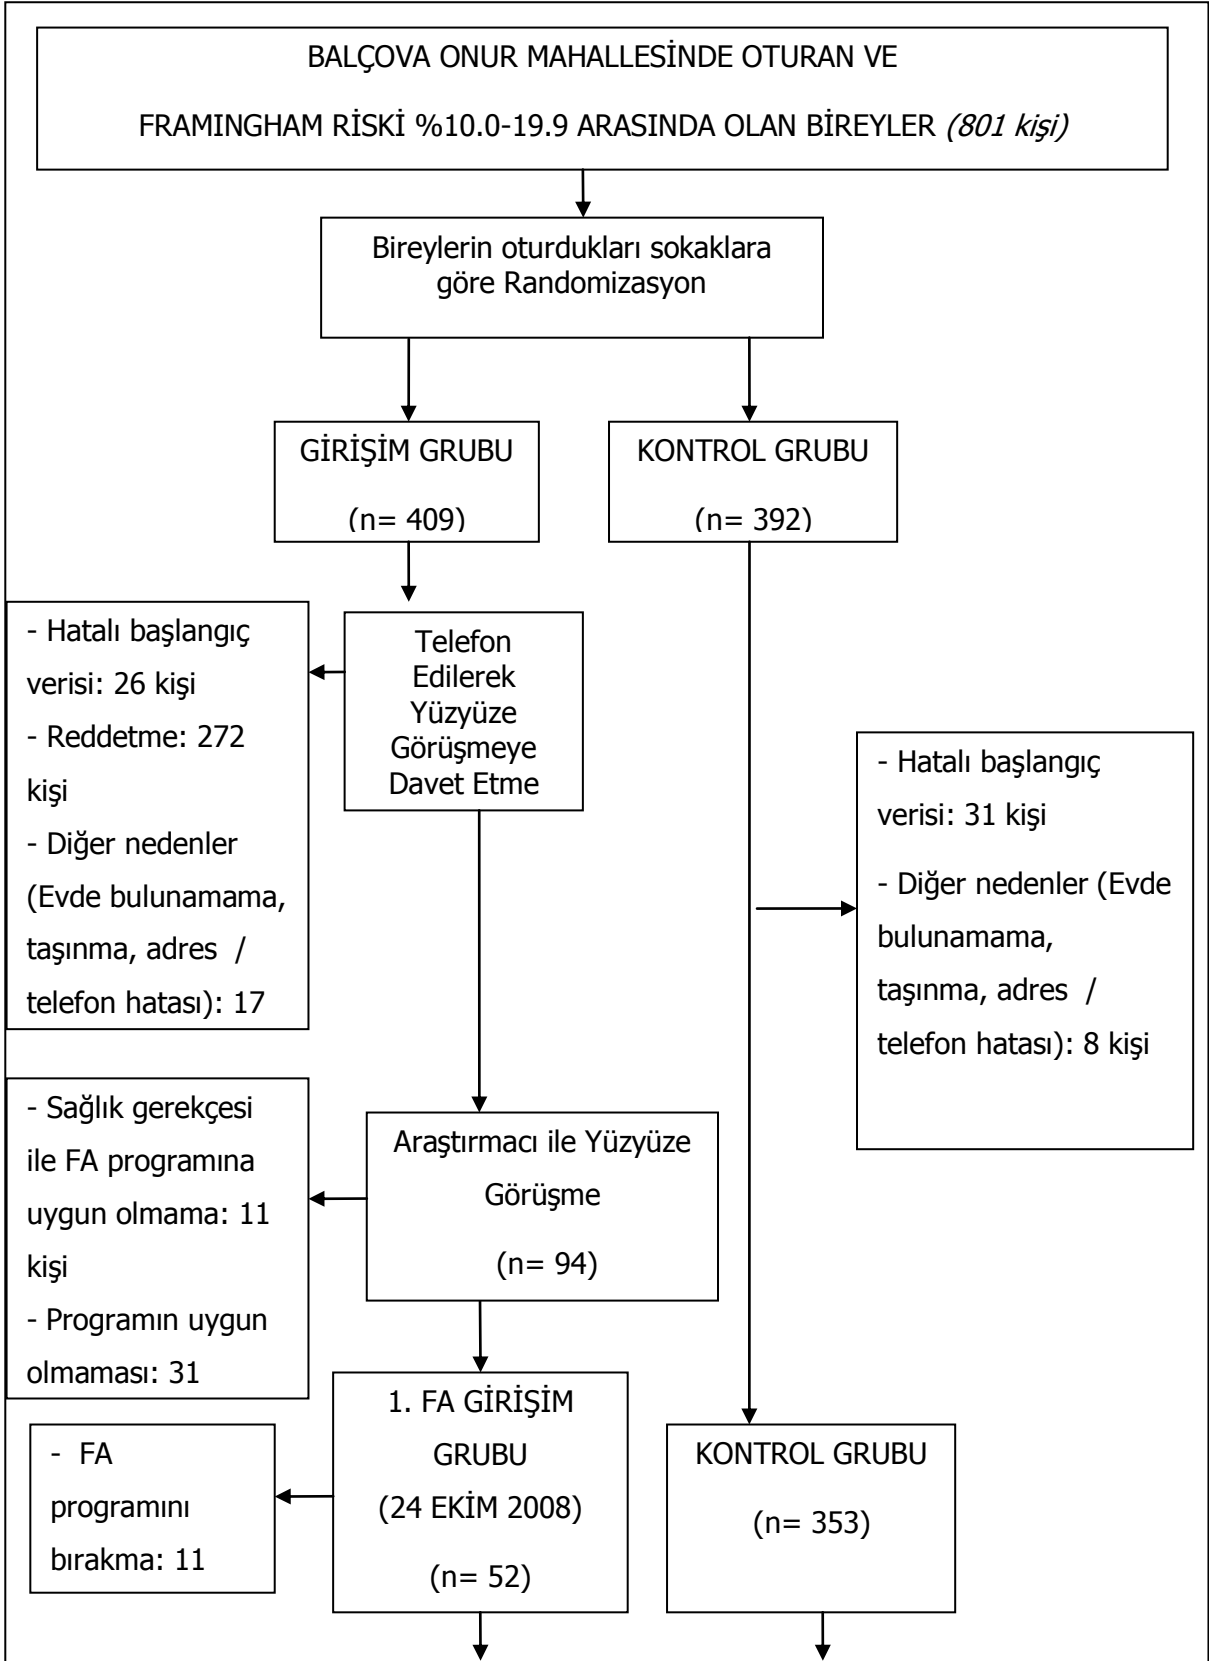 BALÇOVA ONUR MAHALLESİNDE OTURAN VE
FRAMINGHAM RİSKİ %10.0-19.9 ARASINDA OLAN BİREYLER (801 kişi)
Bireylerin oturdukları sokaklara
göre Randomizasyon
GİRİŞİM GRUBU
(n= 409)
KONTROL GRUBU
(n= 392)
- Hatalı başlangıç
verisi: 26 kişi
- Reddetme: 272
kişi
- Diğer nedenler
(Evde bulunamama,
taşınma, adres /
telefon hatası): 17
Telefon
Edilerek
Yüzyüze
Görüşmeye
Davet Etme
- Hatalı başlangıç
verisi: 31 kişi
- Diğer nedenler (Evde
bulunamama,
taşınma, adres /
telefon hatası): 8 kişi
- Sağlık gerekçesi
ile FA programına
uygun olmama: 11
kişi
- Programın uygun
olmaması: 31
Araştırmacı ile Yüzyüze
Görüşme
(n= 94)
- FA
programını
bırakma: 11
1. FA GİRİŞİM
GRUBU
(24 EKİM 2008)
(n= 52)
KONTROL GRUBU
(n= 353)